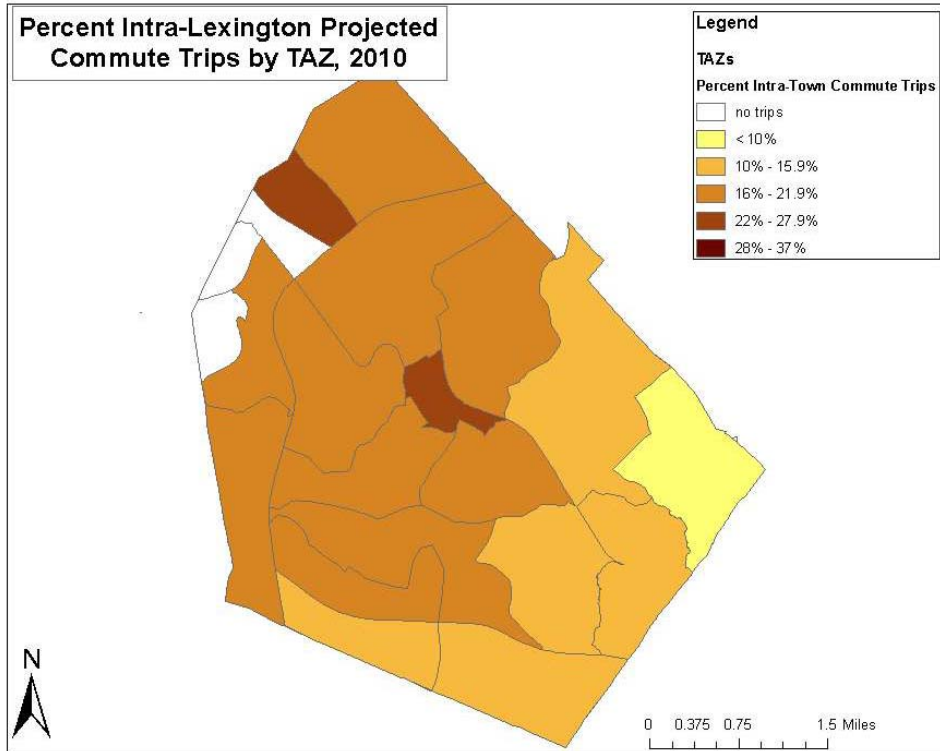 Percent Intra-Lexington Projected
Commute Trips by TAZ, 2010
Legend
TAZs
Percent Intra-Town Commute Trips
no trips
< 10%
10% - 15.9%
16% - 21.9%
22% - 27.9%
28% - 37%
N
0 0.375 0.75 1.5 Miles